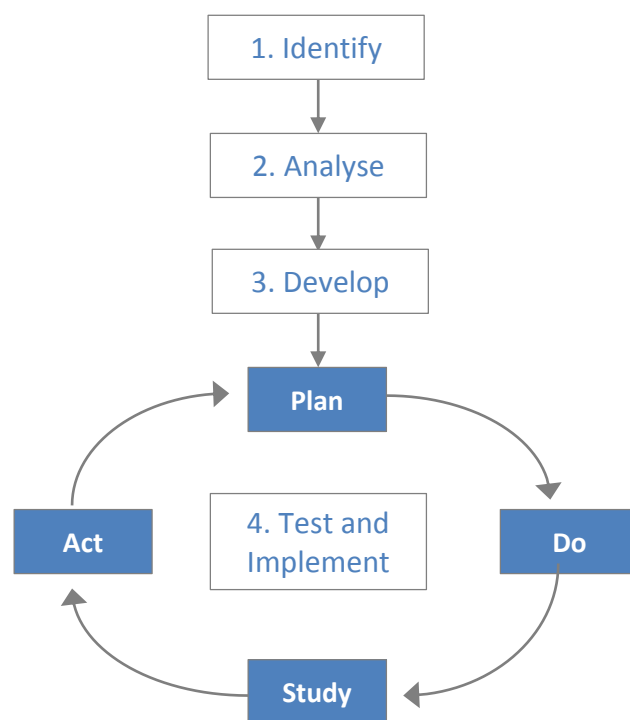 1. Identify
2. Analyse
3. Develop
Plan
Act
4. Test and
Implement
Do
Study